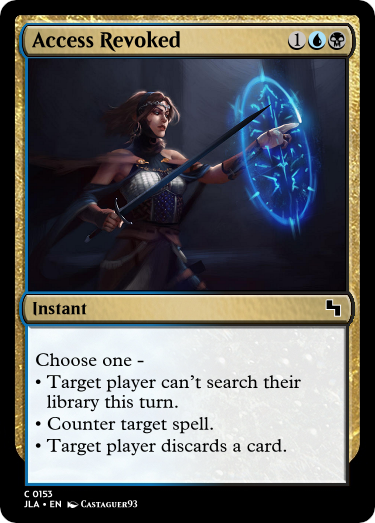 Access Revoked 1
Instant
Choose one -
• Target player can't search their
library this turn.
• Counter target spell.
• Target player discards a card.
C 0153
JLA • EN Castaguer93